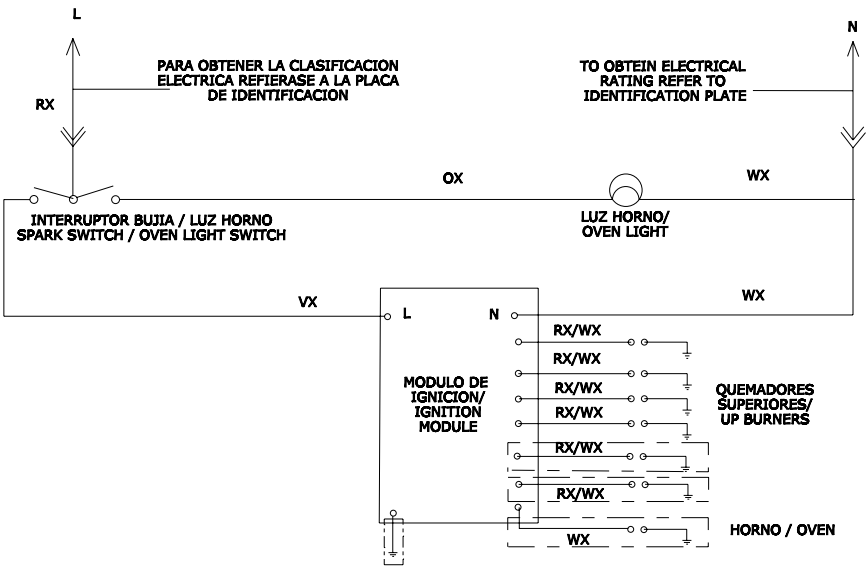 L
N
PARA OBTENER LA CLASIFICACION
ELECTRICA REFIERASE A LA PLACA
DE IDENTIFICACION
TO OBTEIN ELECTRICAL
RATING REFER TO
IDENTIFICATION PLATE
RX
OX
WX
INTERRUPTOR BUJIA / LUZ HORNO
SPARK SWITCH / OVEN LIGHT SWITCH
LUZ HORNO/
OVEN LIGHT
VX
WX
L
N
RX/WX
RX/WX
RX/WX
RX/WX
RX/WX
RX/WX
WX
MODULO DE
IGNICION/
IGNITION
MODULE
QUEMADORES
SUPERIORES/
UP BURNERS
HORNO / OVEN